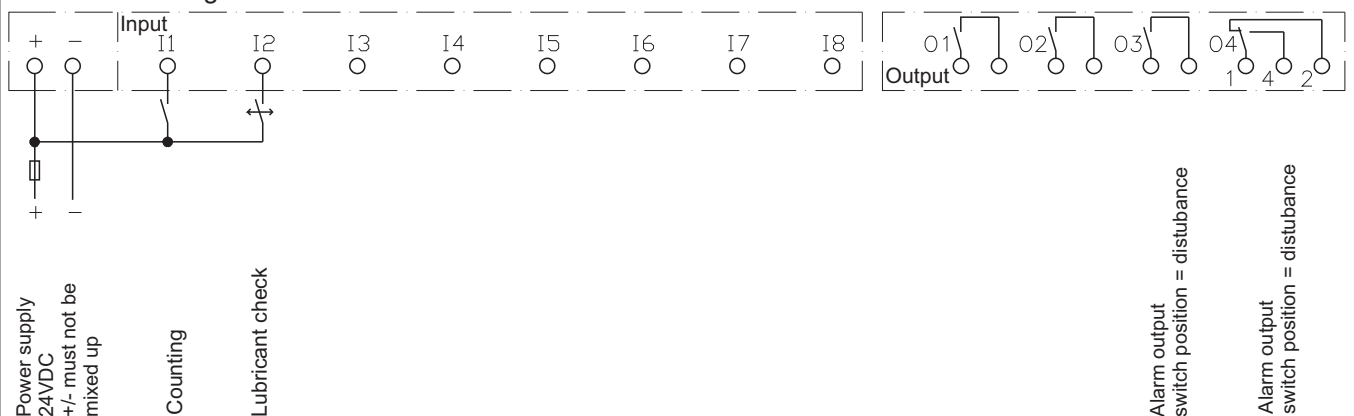 Input
+ − I1 I2 I3 I4 I5 I6 I7 I8
O1 O2 O3 O4
Output
1 4 2
+ −
Power supply
24VDC
+/- must not be
mixed up
Counting
Lubricant check
Alarm output
switch position = distubance
Alarm output
switch position = distubance